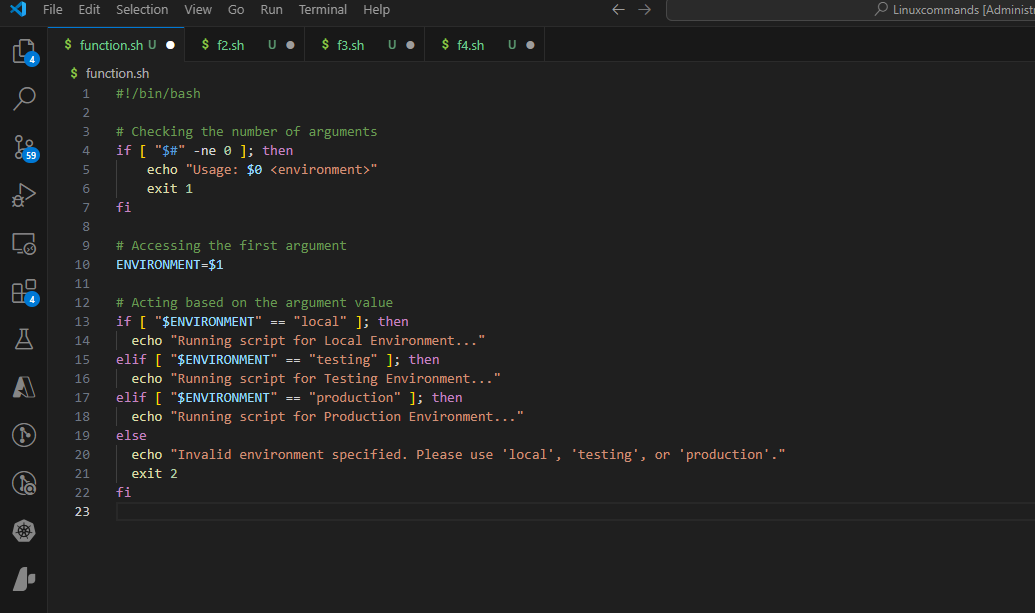 File Edit Selection View Go Run Terminal Help Linuxcommands [Administ
$ function.sh U $ f2.sh U $ f3.sh U $ f4.sh U
4
$ function.sh
1 #!/bin/bash
2
3 # Checking the number of arguments
4 if [ "$#" -ne 0 ]; then
5 echo "Usage: $0 <environment>"
59
6 exit 1
7 fi
8
9 # Accessing the first argument
10 ENVIRONMENT=$1
11
4
12 # Acting based on the argument value
13 if [ "$ENVIRONMENT" == "local" ]; then
14 echo "Running script for Local Environment..."
15 elif [ "$ENVIRONMENT" == "testing" ]; then
16 echo "Running script for Testing Environment..."
17 elif [ "$ENVIRONMENT" == "production" ]; then
18 echo "Running script for Production Environment..."
19 else
20 echo "Invalid environment specified. Please use 'local', 'testing', or 'production'."
21 exit 2
22 fi
23